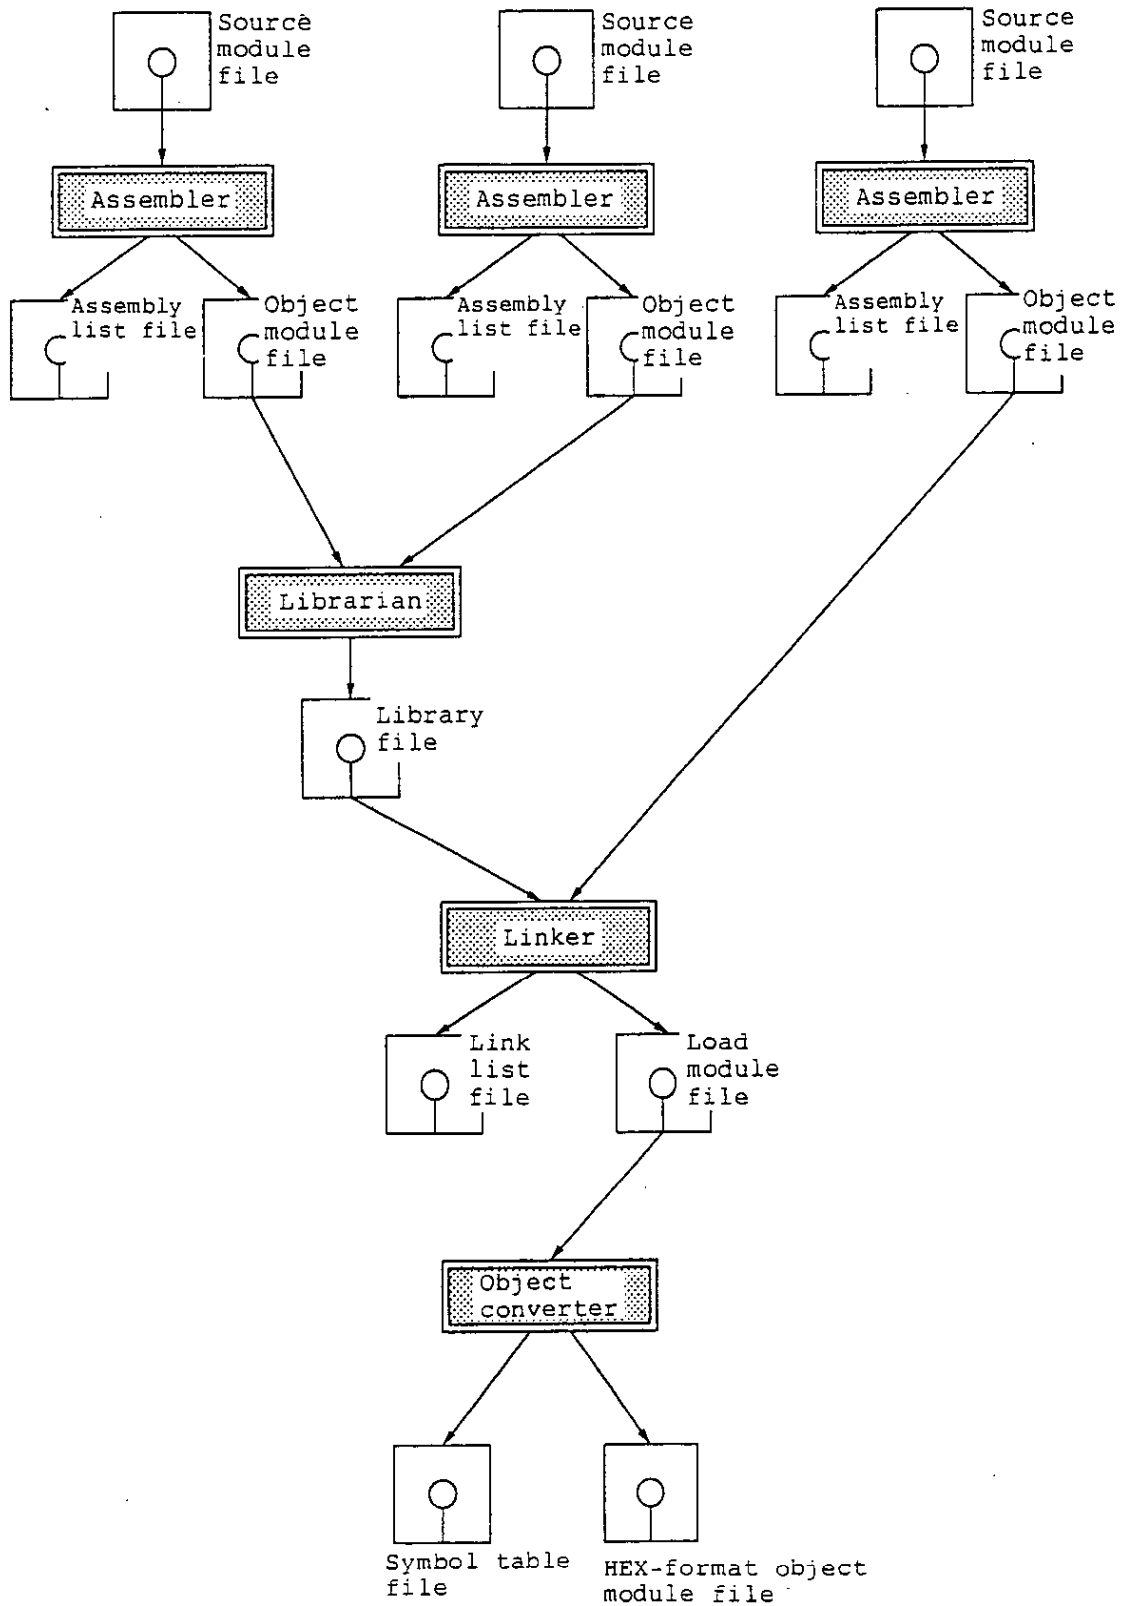 Source
module
file
Source
module
file
Source
module
file
Assembler
Assembler
Assembler
Assembly
list file
Object
module
file
Assembly
list file
Object
module
file
Assembly
list file
Object
module
file
Librarian
Library
file
Linker
Link
list
file
Load
module
file
Object
converter
Symbol table
file
HEX-format object
module file